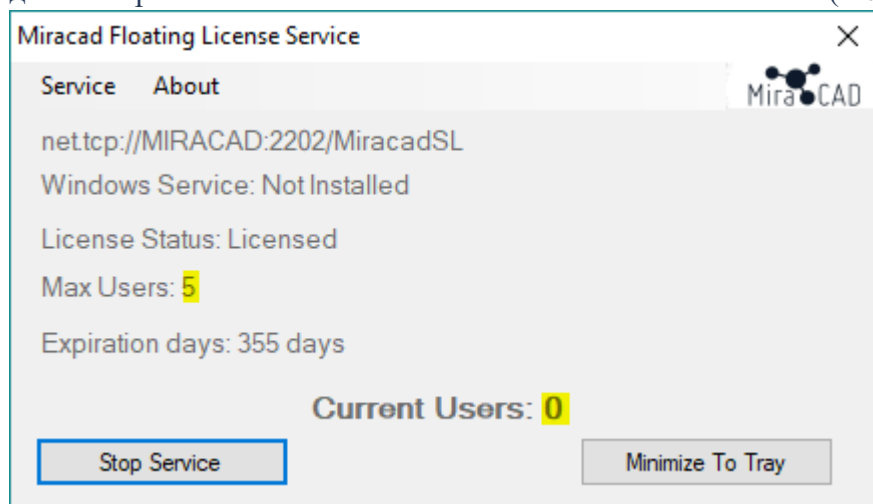 Miracad Floating License Service
Service About
MiraCAD
net.tcp://MIRACAD:2202/MiracadSL
Windows Service: Not Installed
License Status: Licensed
Max Users: 5
Expiration days: 355 days
Current Users: 0
Stop Service
Minimize To Tray